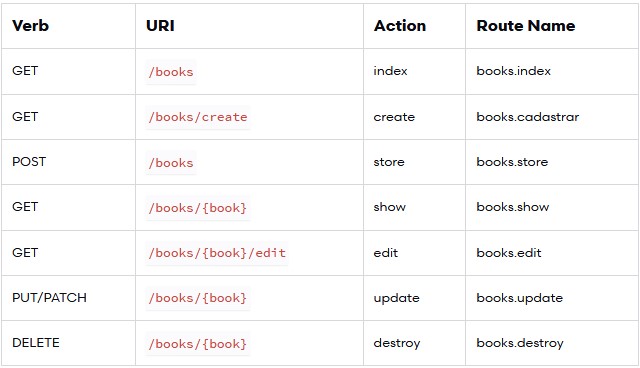 Verb URI Action Route Name
GET /books index books.index
GET /books/create create books.cadastrar
POST /books store books.store
GET /books/{book} show books.show
GET /books/{book}/edit edit books.edit
PUT/PATCH /books/{book} update books.update
DELETE /books/{book} destroy books.destroy